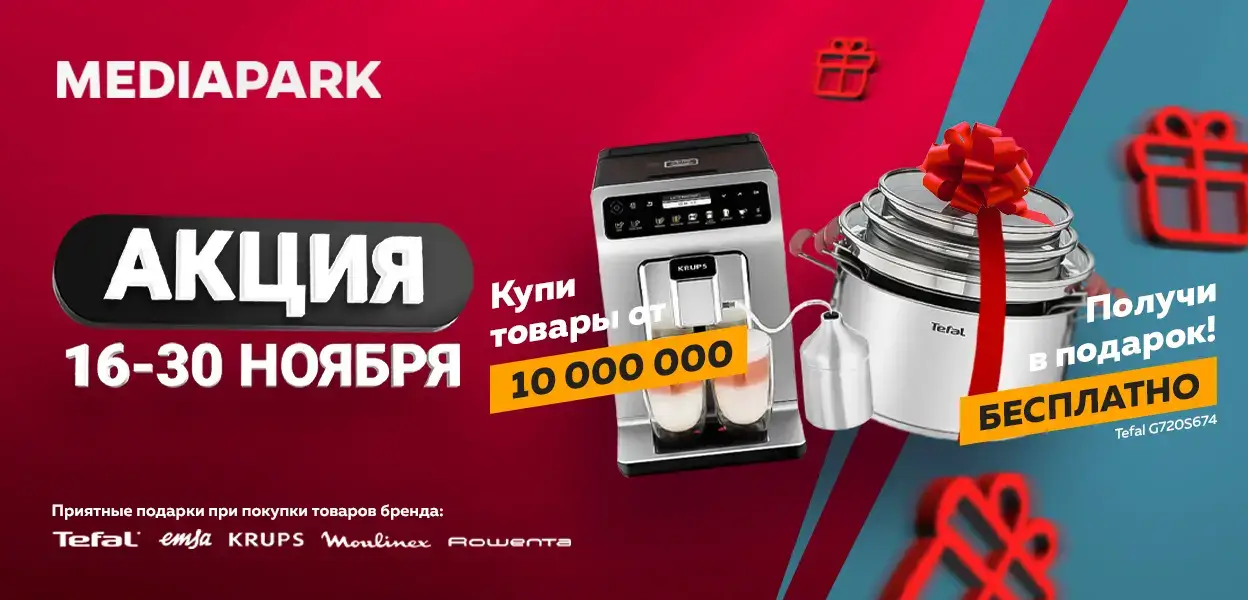 MEDIAPARK
АКЦИЯ
16-30 НОЯБРЯ
Купи
товары от
10 000 000
KRUPS
Tefal
Получи
в подарок!
БЕСПЛАТНО
Tefal G720S674
Приятные подарки при покупки товаров бренда:
Tefal emsa KRUPS Moulinex Rowenta